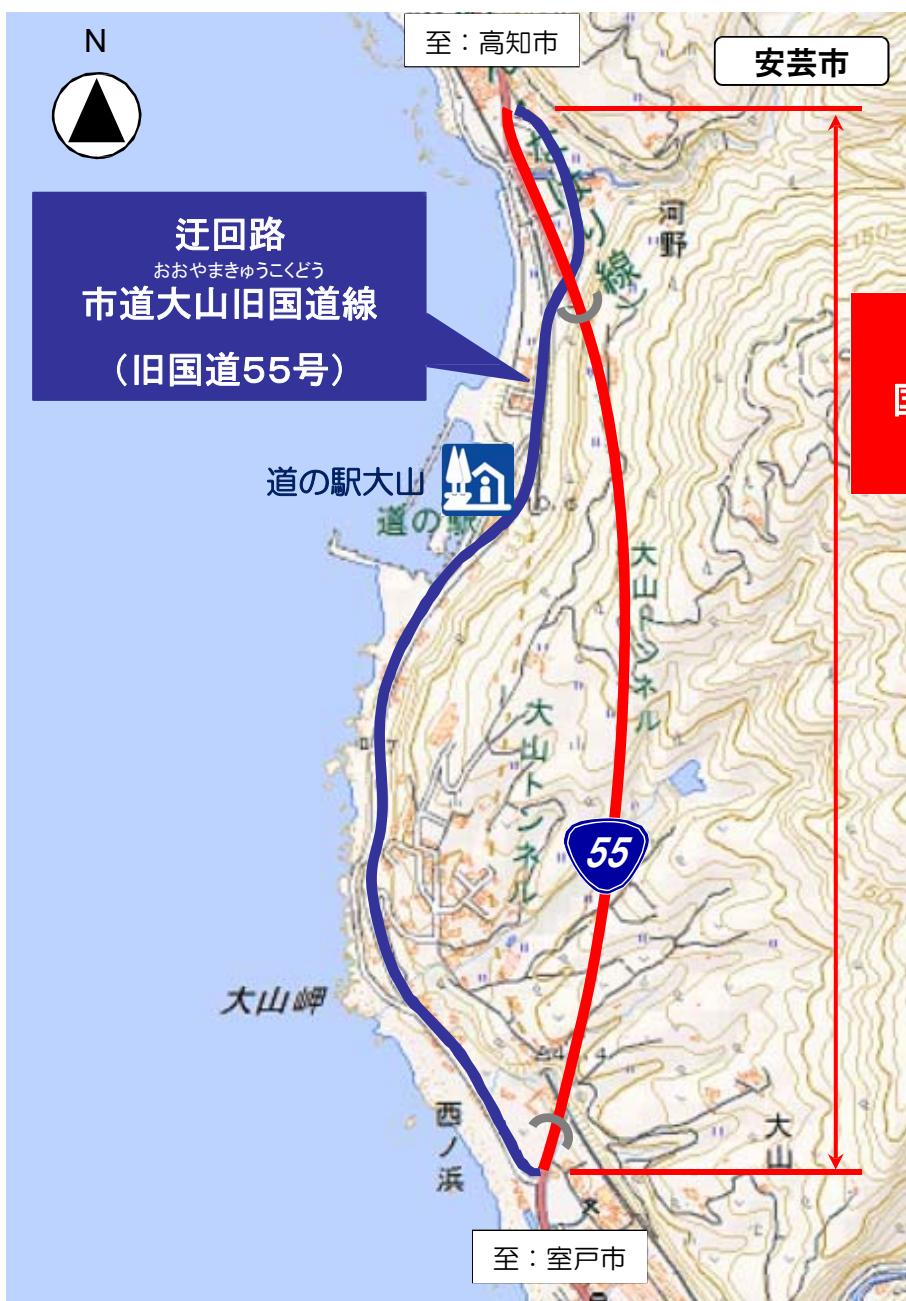 N
至：高知市
安芸市
迂回路
おおやまきゅうこくどう
市道大山旧国道線
（旧国道55号）
河野
150
線）
国
道の駅大山
道の駅
大山トンネル
大山トンネル
55
大山岬
西ノ浜
大山
至：室戸市